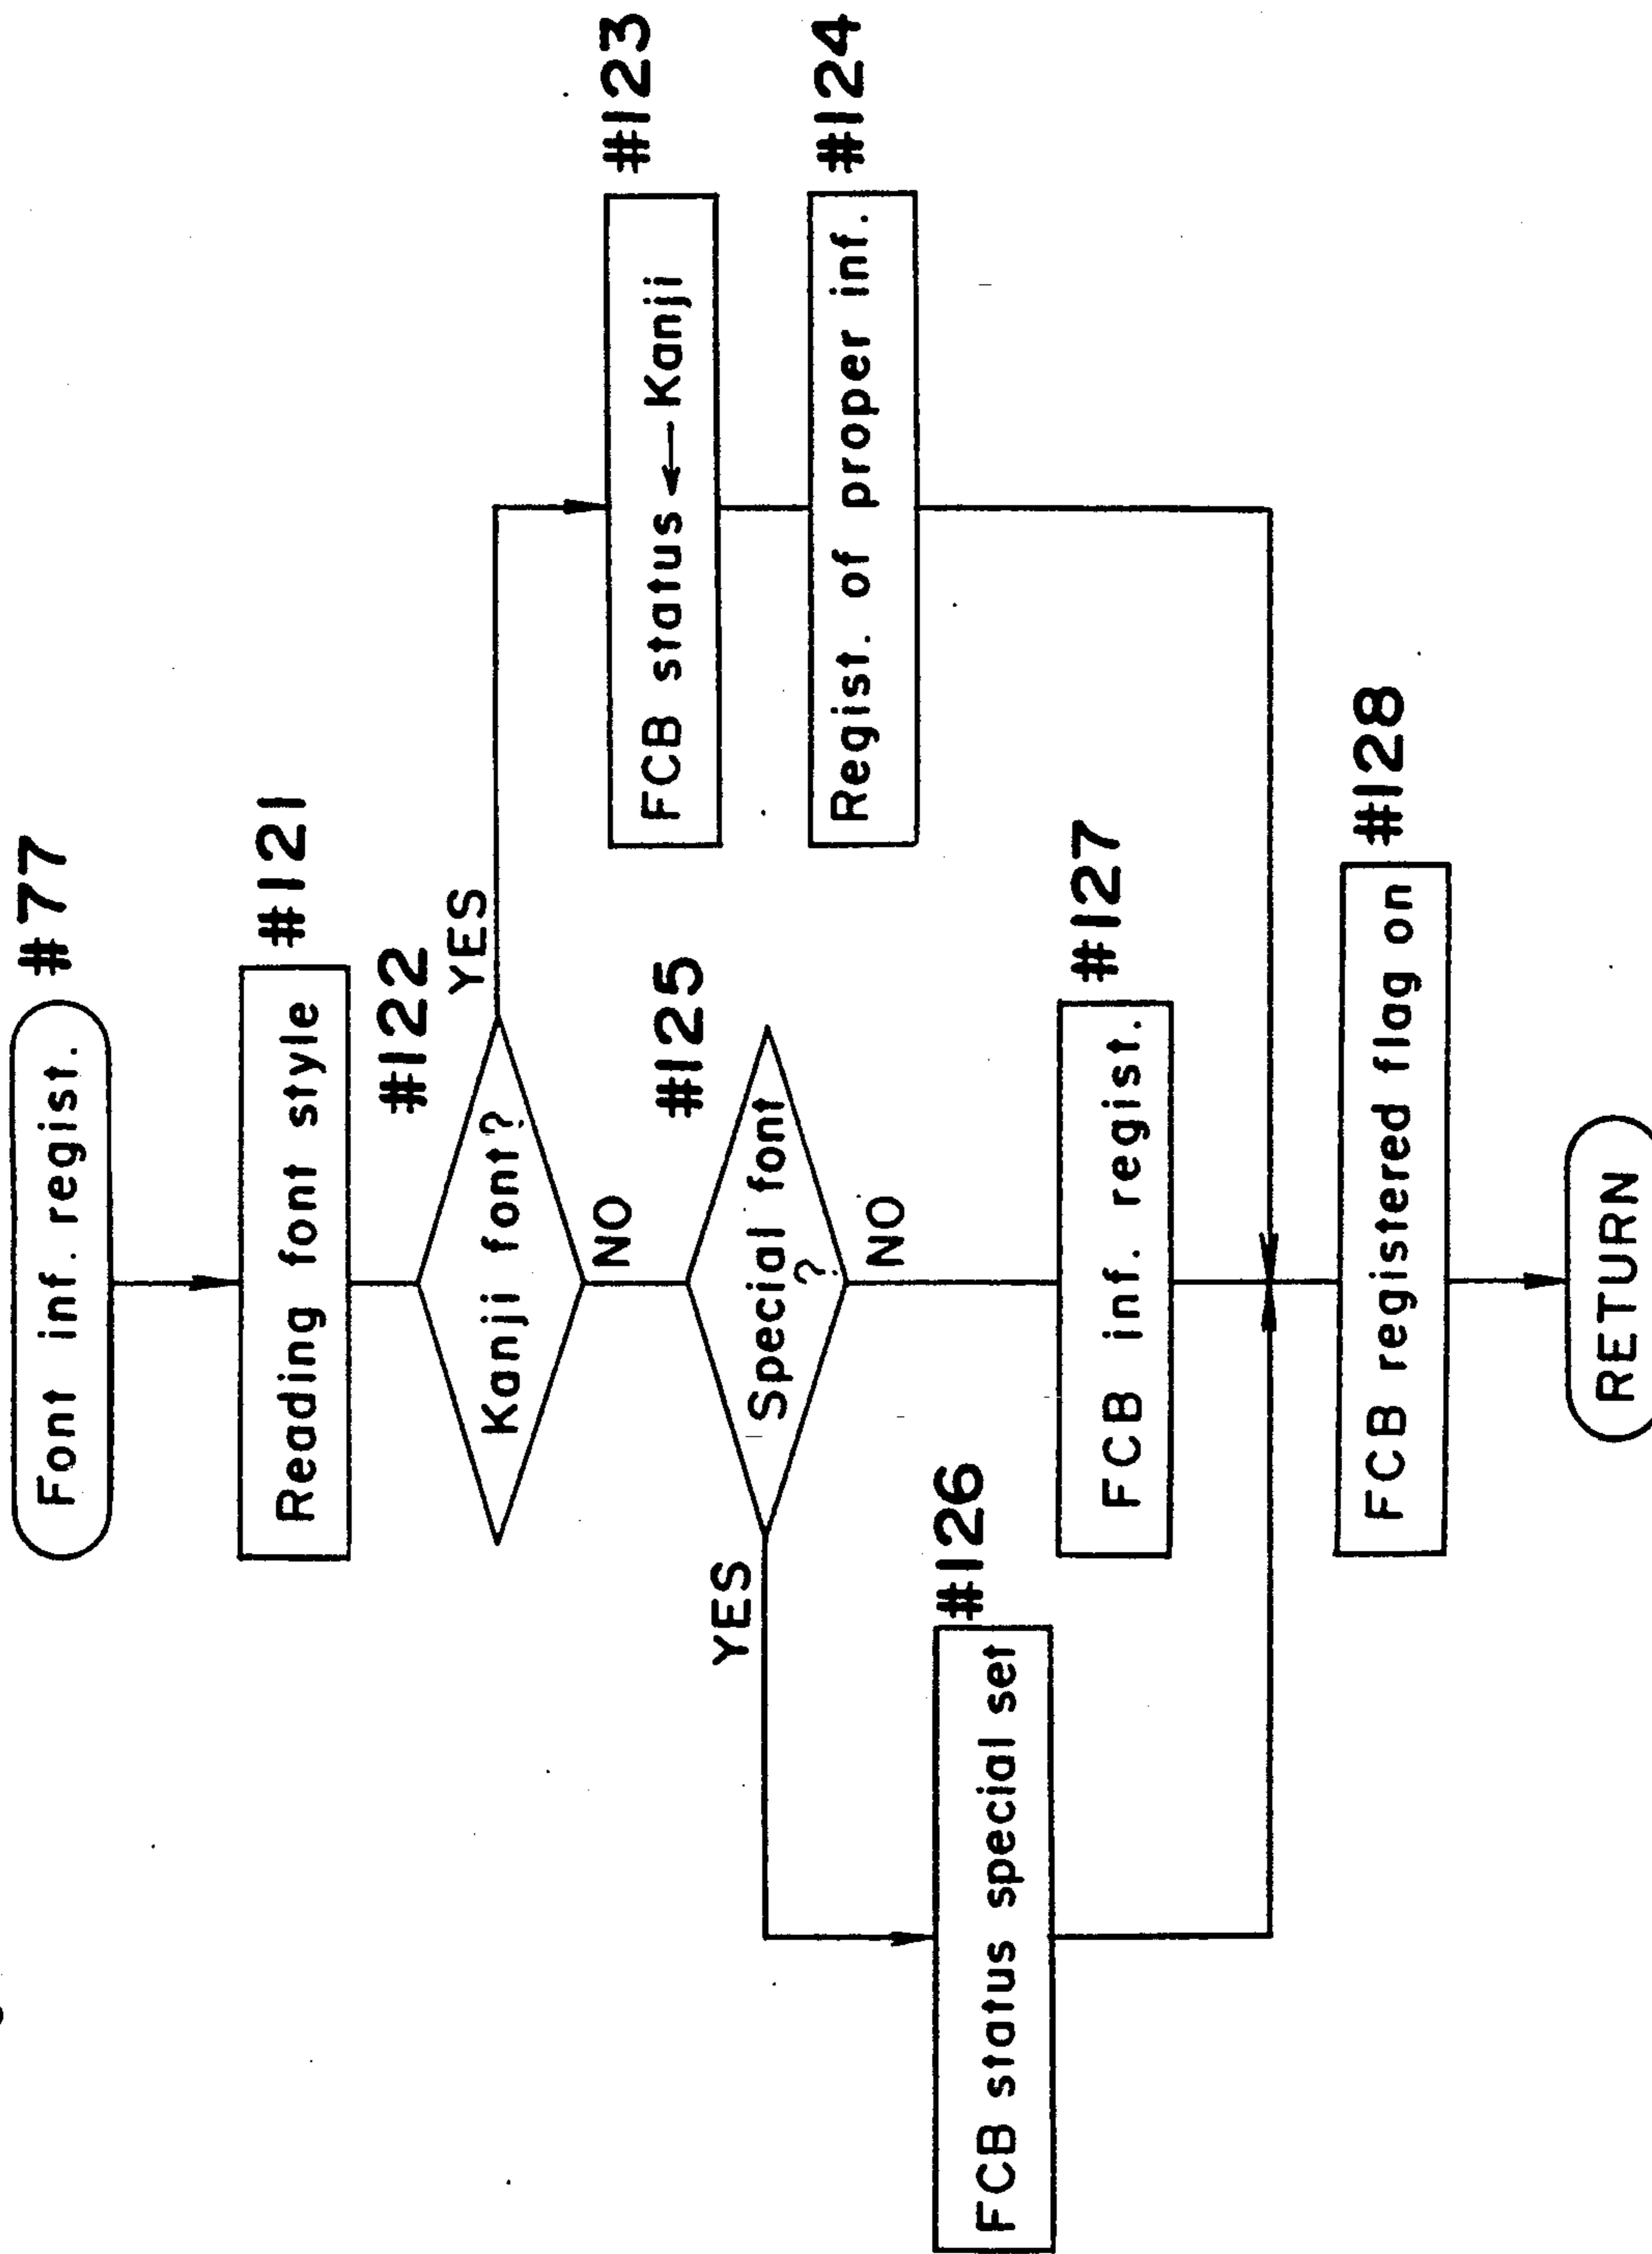 Font inf. regist.
#77
Reading font style
#121
Kanji font?
#122
YES
NO
FCB status ← Kanji
#123
Regist. of proper inf.
#124
Special font
?
#125
YES
NO
FCB status special set
#126
FCB inf. regist.
#127
FCB registered flag on
#128
RETURN